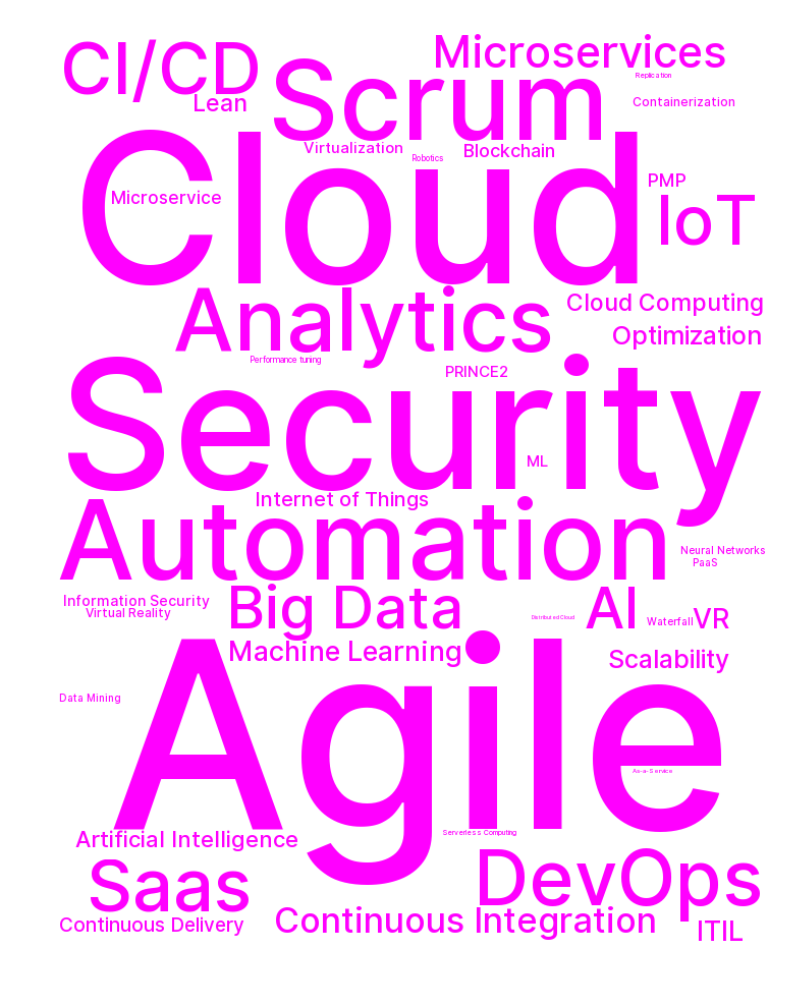 CI/CD
Microservices
Scrum
Replication
Lean
Containerization
Cloud
Virtualization
Blockchain
Robotics
PMP
Microservice
IoT
Analytics
Cloud Computing
Optimization
Performance tuning
Security
PRINCE2
ML
Internet of Things
Automation
Neural Networks
PaaS
Big Data
AI
Information Security
Virtual Reality
Distributed Cloud
Waterfall
VR
Agile
Machine Learning
Scalability
Data Mining
As-a-Service
Serverless Computing
Artificial Intelligence
Saas
DevOps
Continuous Integration
Continuous Delivery
ITIL